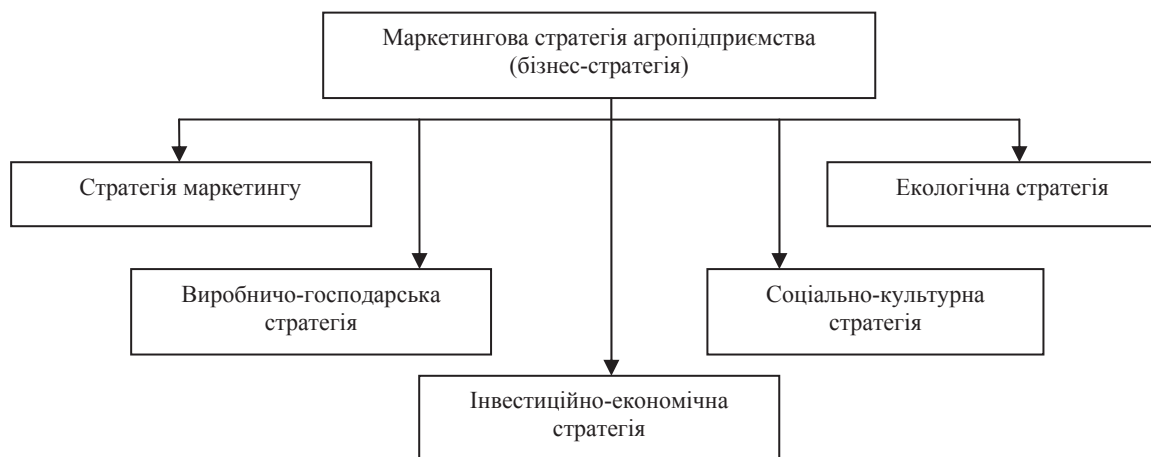 Маркетингова стратегія агропідприємства
(бізнес-стратегія)
Стратегія маркетингу
Екологічна стратегія
Виробничо-господарська
стратегія
Соціально-культурна
стратегія
Інвестиційно-економічна
стратегія